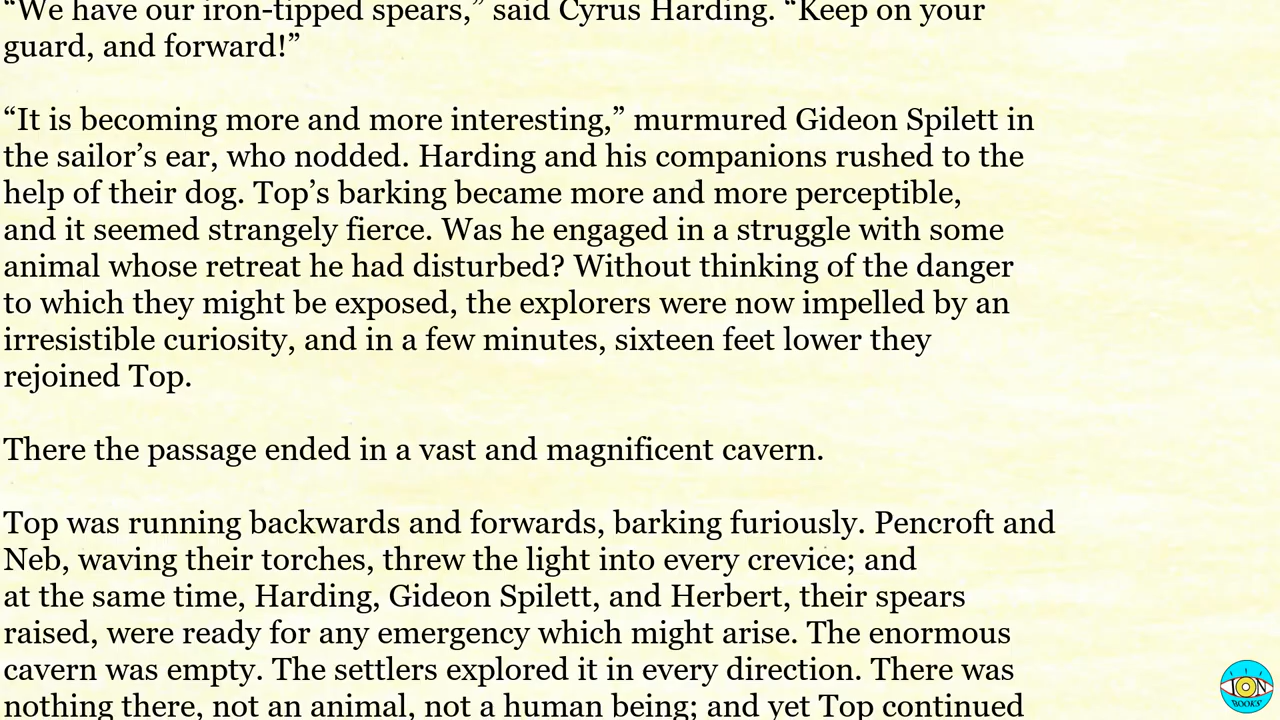 “We have our iron-tipped spears,” said Cyrus Harding. “Keep on your
guard, and forward!”
“It is becoming more and more interesting,” murmured Gideon Spilett in
the sailor’s ear, who nodded. Harding and his companions rushed to the
help of their dog. Top’s barking became more and more perceptible,
and it seemed strangely fierce. Was he engaged in a struggle with some
animal whose retreat he had disturbed? Without thinking of the danger
to which they might be exposed, the explorers were now impelled by an
irresistible curiosity, and in a few minutes, sixteen feet lower they
rejoined Top.
There the passage ended in a vast and magnificent cavern.
Top was running backwards and forwards, barking furiously. Pencroft and
Neb, waving their torches, threw the light into every crevice; and
at the same time, Harding, Gideon Spilett, and Herbert, their spears
raised, were ready for any emergency which might arise. The enormous
cavern was empty. The settlers explored it in every direction. There was
nothing there, not an animal, not a human being; and yet Top continued
ION
BOOKS